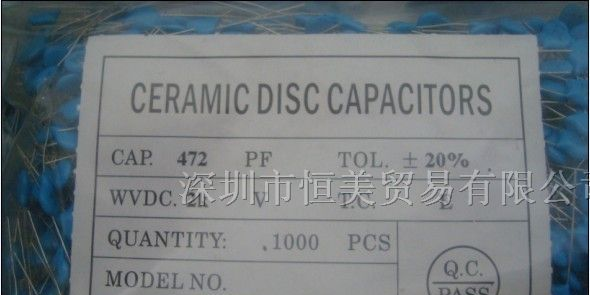 CERAMIC DISC CAPACITORS
CAP. 472 PF TOL. ± 20%
深圳市恒美贸易有限公司
WVDC. V T.C. E
QUANTITY: .1000 PCS
MODEL NO.
Q.C.
PASS